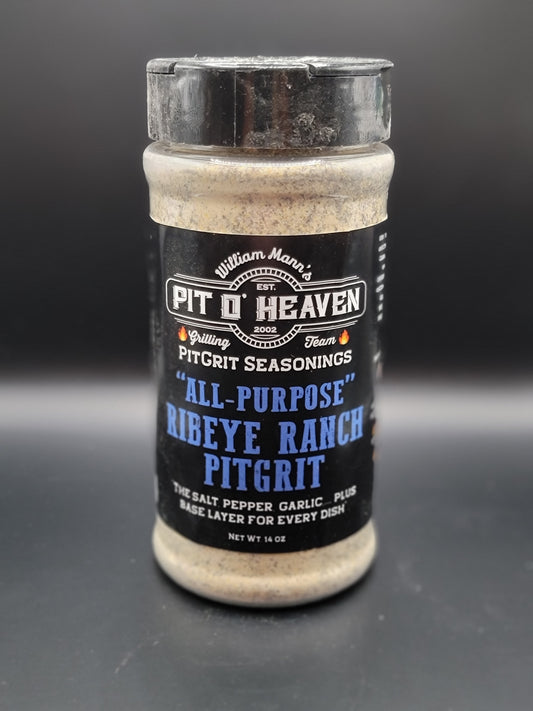 William Mann's
EST.
PIT O' HEAVEN
2002
Grilling Team
PITGRIT SEASONINGS
"ALL-PURPOSE"
RIBEYE RANCH
PITGRIT
THE SALT PEPPER GARLIC... PLUS
BASE LAYER FOR EVERY DISH
NET WT 14 OZ